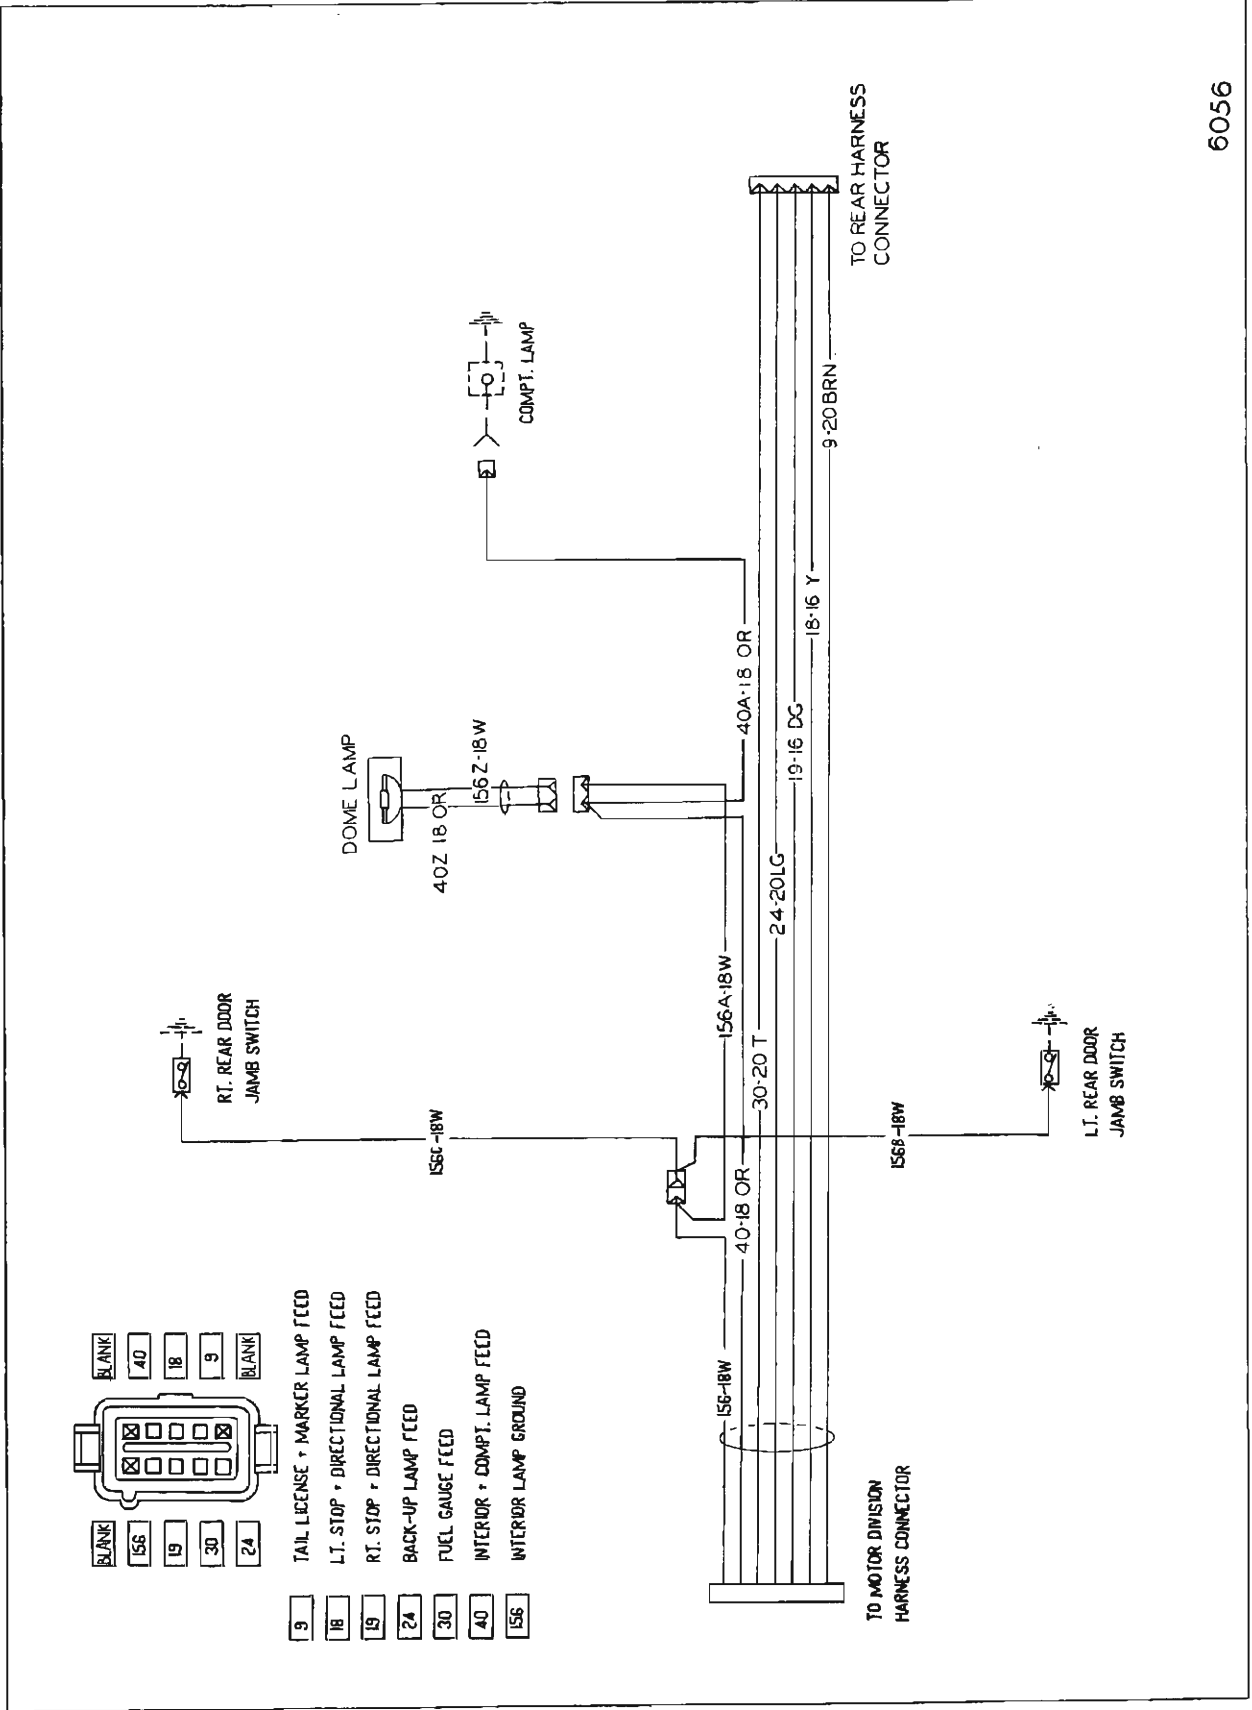 BLANK
156
19
30
24
BLANK
40
18
9
BLANK
9 TAIL LICENSE + MARKER LAMP FEED
18 LT. STOP + DIRECTIONAL LAMP FEED
19 RT. STOP + DIRECTIONAL LAMP FEED
24 BACK-UP LAMP FEED
30 FUEL GAUGE FEED
40 INTERIOR + COMPT. LAMP FEED
156 INTERIOR LAMP GROUND
RT. REAR DOOR
JAMB SWITCH
156C-18W
DOME LAMP
40Z 18 OR
156Z-18W
COMPT. LAMP
156-18W
156A-18W
40-18 OR
40A-18 OR
30-20 T
24-20LG
19-16 DG
18-16 Y
9-20BRN
TO MOTOR DIVISION
HARNESS CONNECTOR
156B-18W
TO REAR HARNESS
CONNECTOR
LT. REAR DOOR
JAMB SWITCH
6056